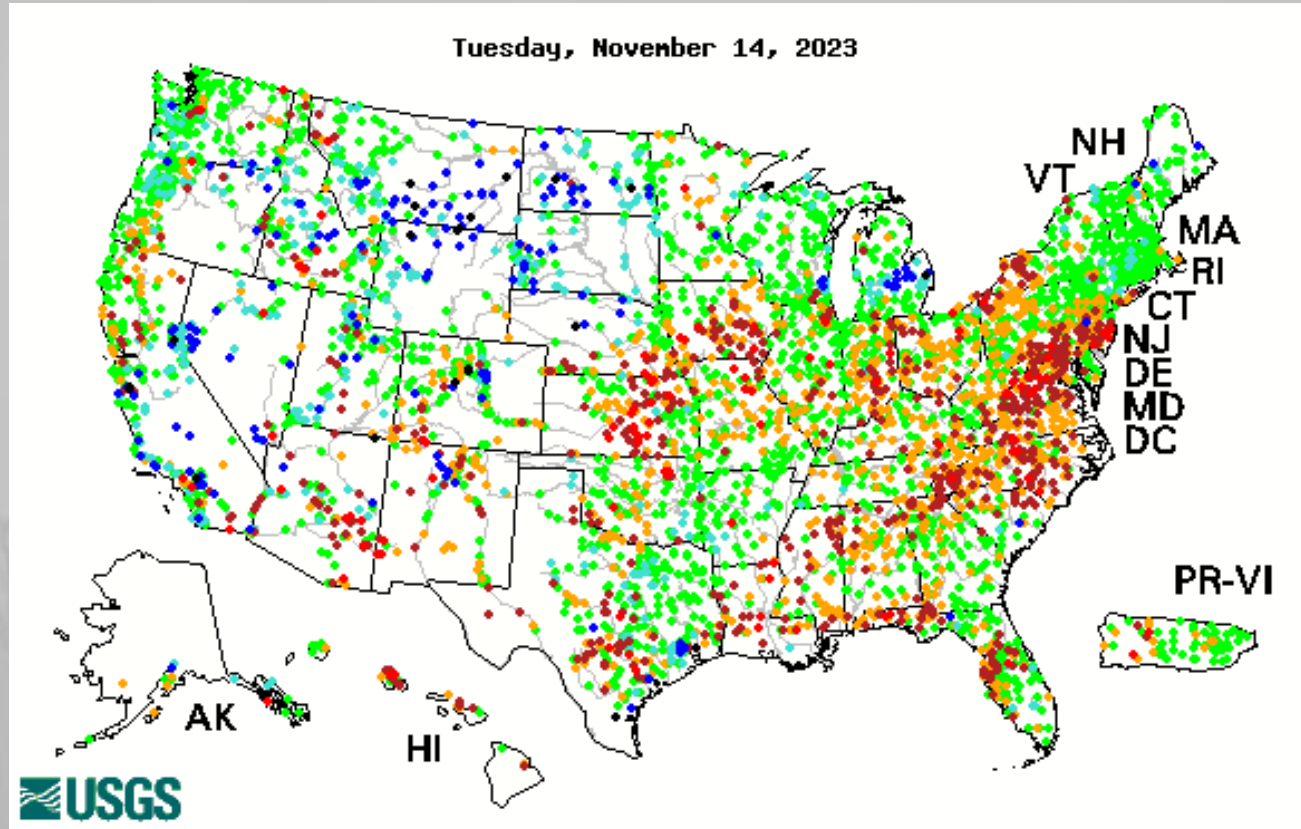 Tuesday, November 14, 2023
NH
VT
MA
RI
CT
NJ
DE
MD
DC
PR-VI
AK
HI
USGS